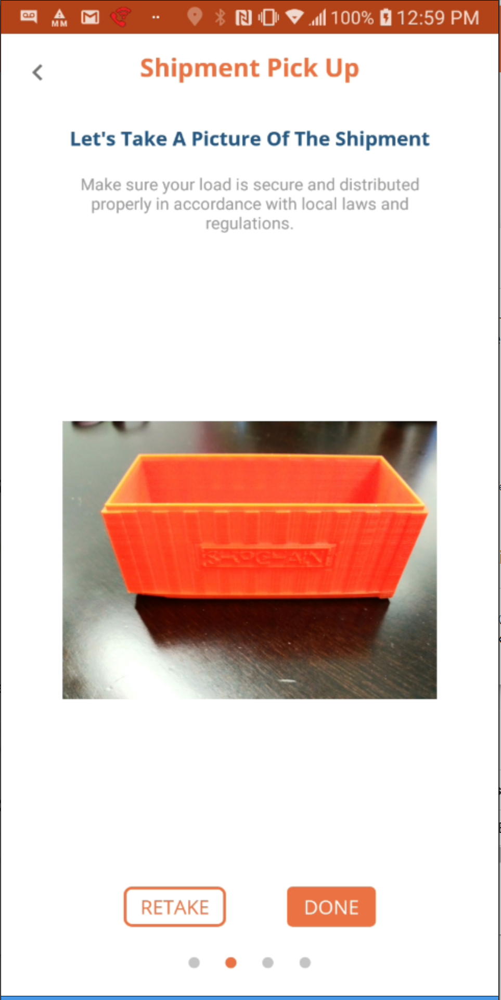 MM
100% 12:59 PM
Shipment Pick Up
Let's Take A Picture Of The Shipment
Make sure your load is secure and distributed
properly in accordance with local laws and
regulations.
RETAKE DONE